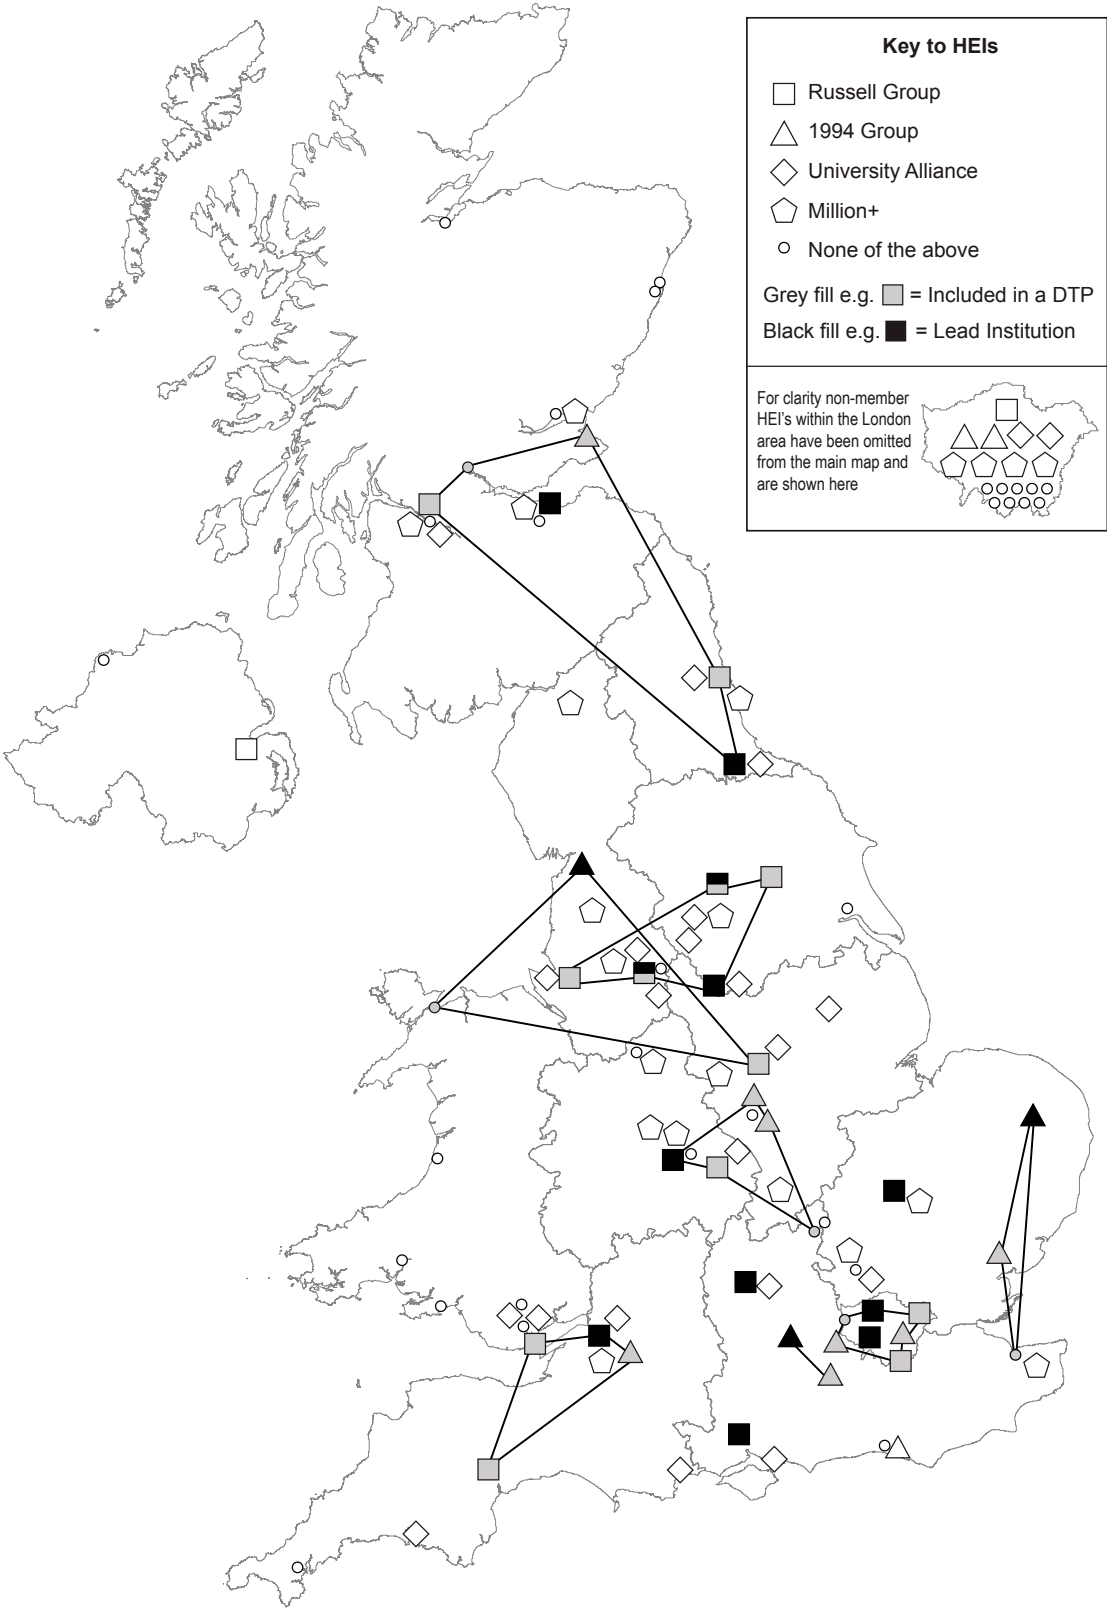 Key to HEIs
Russell Group
1994 Group
University Alliance
Million+
None of the above
Grey fill e.g. = Included in a DTP
Black fill e.g. = Lead Institution
For clarity non-member
HEI's within the London
area have been omitted
from the main map and
are shown here